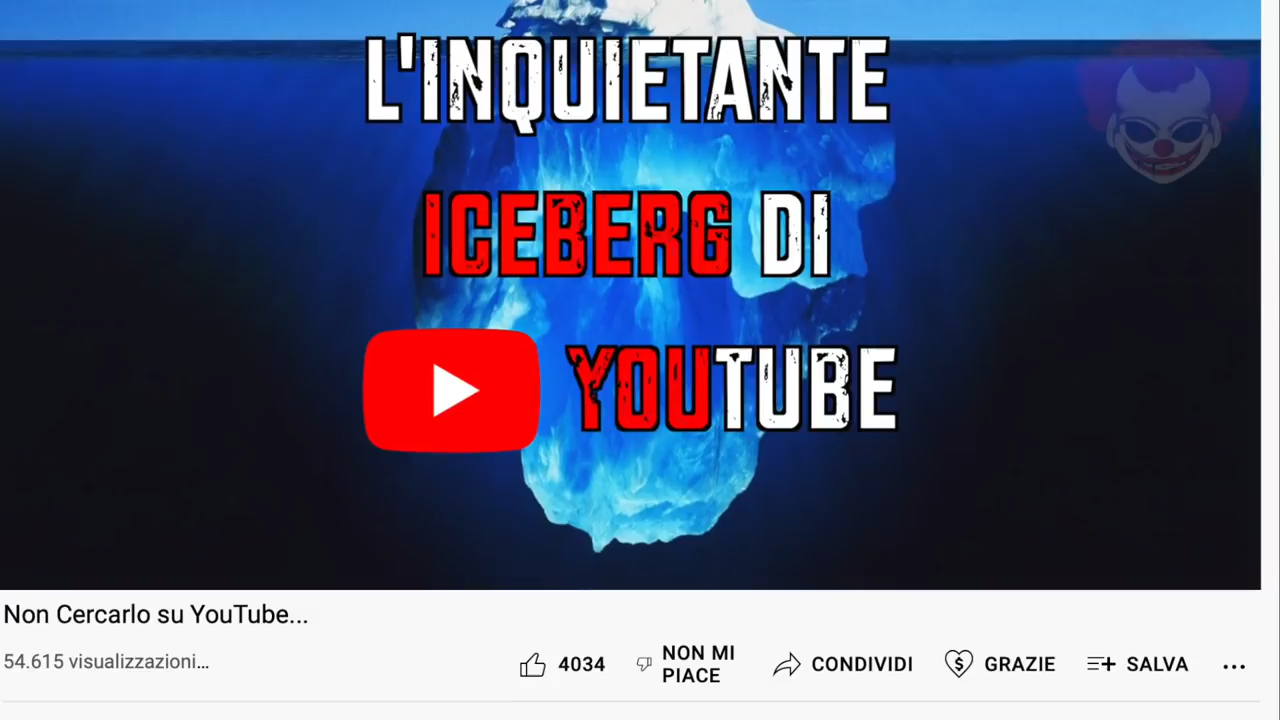 L'INQUIETANTE
ICEBERG DI
YOUTUBE
Non Cercarlo su YouTube...
54.615 visualizzazioni...
4034
NON MI
PIACE
CONDIVIDI
GRAZIE
SALVA